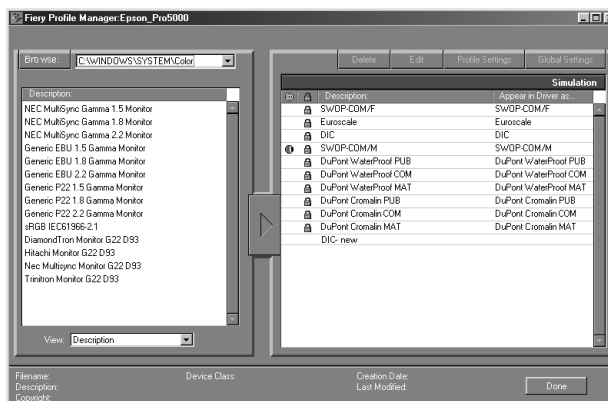 Fiery Profile Manager:Epson_Pro5000
Browse: C:\WINDOWS\SYSTEM\Color
Description:
NEC MultiSync Gamma 1.5 Monitor
NEC MultiSync Gamma 1.8 Monitor
NEC MultiSync Gamma 2.2 Monitor
Generic EBU 1.5 Gamma Monitor
Generic EBU 1.8 Gamma Monitor
Generic EBU 2.2 Gamma Monitor
Generic P22 1.5 Gamma Monitor
Generic P22 1.8 Gamma Monitor
Generic P22 2.2 Gamma Monitor
sRGB IEC61966-2.1
DiamondTron Monitor G22 D93
Hitachi Monitor G22 D93
Nec Multisync Monitor G22 D93
Trinitron Monitor G22 D93
View: Description
Delete Edit Profile Settings Global Settings
Simulation
Description: Appear in Driver as...
SWOP-COM/F SWOP-COM/F
Euroscale Euroscale
DIC DIC
SWOP-COM/M SWOP-COM/M
DuPont WaterProof PUB DuPont WaterProof PUB
DuPont WaterProof COM DuPont WaterProof COM
DuPont WaterProof MAT DuPont WaterProof MAT
DuPont Cromalin PUB DuPont Cromalin PUB
DuPont Cromalin COM DuPont Cromalin COM
DuPont Cromalin MAT DuPont Cromalin MAT
DIC- new
Filename: Device Class: Creation Date:
Description: Last Modified:
Copyright:
Done